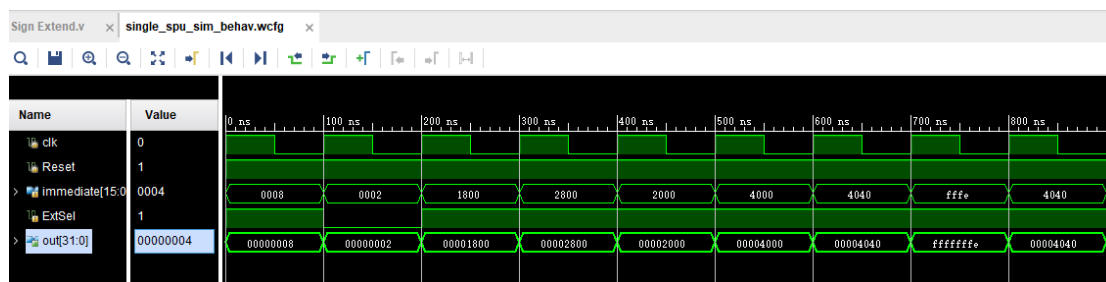 Sign Extend.v × single_spu_sim_behav.wcfg ×
Name Value 0 ns 100 ns 200 ns 300 ns 400 ns 500 ns 600 ns 700 ns 800 ns
clk 0
Reset 1
immediate[15:0 0004 0008 0002 1800 2800 2000 4000 4040 fffe 4040
ExtSel 1
out[31:0] 00000004 00000008 00000002 00001800 00002800 00002000 00004000 00004040 fffffffe 00004040